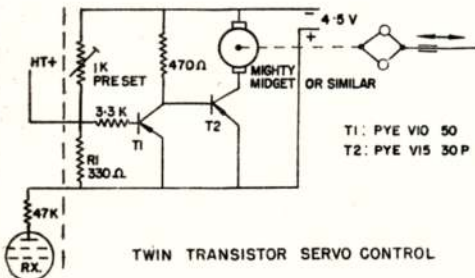 −
4·5 V
+
HT+
1K
PRESET
470Ω
MIGHTY
MIDGET OR SIMILAR
3·3 K
T1
T2
T1: PYE V10 50
T2: PYE V15 30 P
R1
330Ω
47K
RX.
TWIN TRANSISTOR SERVO CONTROL